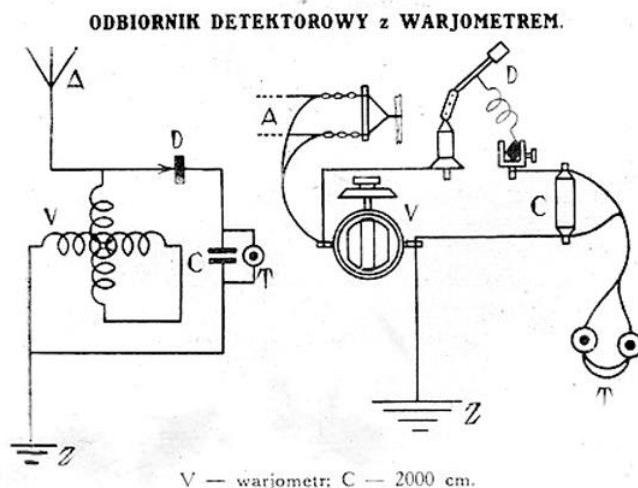 ODBIORNIK DETEKTOROWY z WARJOMETREM.
A
D
V
C
T
Z
A
D
V
C
T
Z
V — warjometr; C — 2000 cm.